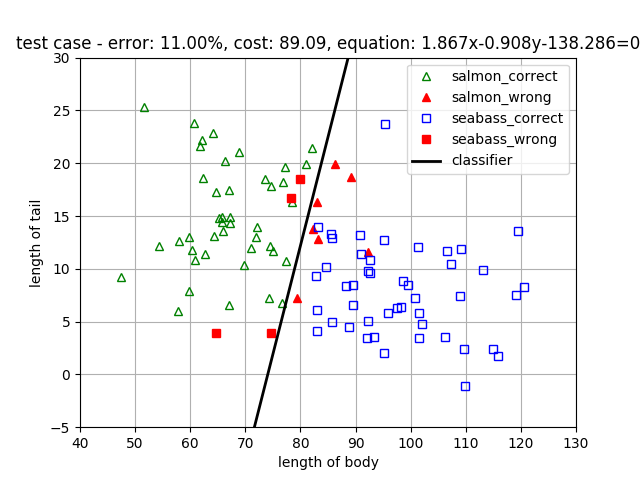 test case - error: 11.00%, cost: 89.09, equation: 1.867x-0.908y-138.286=0
30
25
20
15
10
5
0
−5
length of tail
salmon_correct
salmon_wrong
seabass_correct
seabass_wrong
classifier
40 50 60 70 80 90 100 110 120 130
length of body